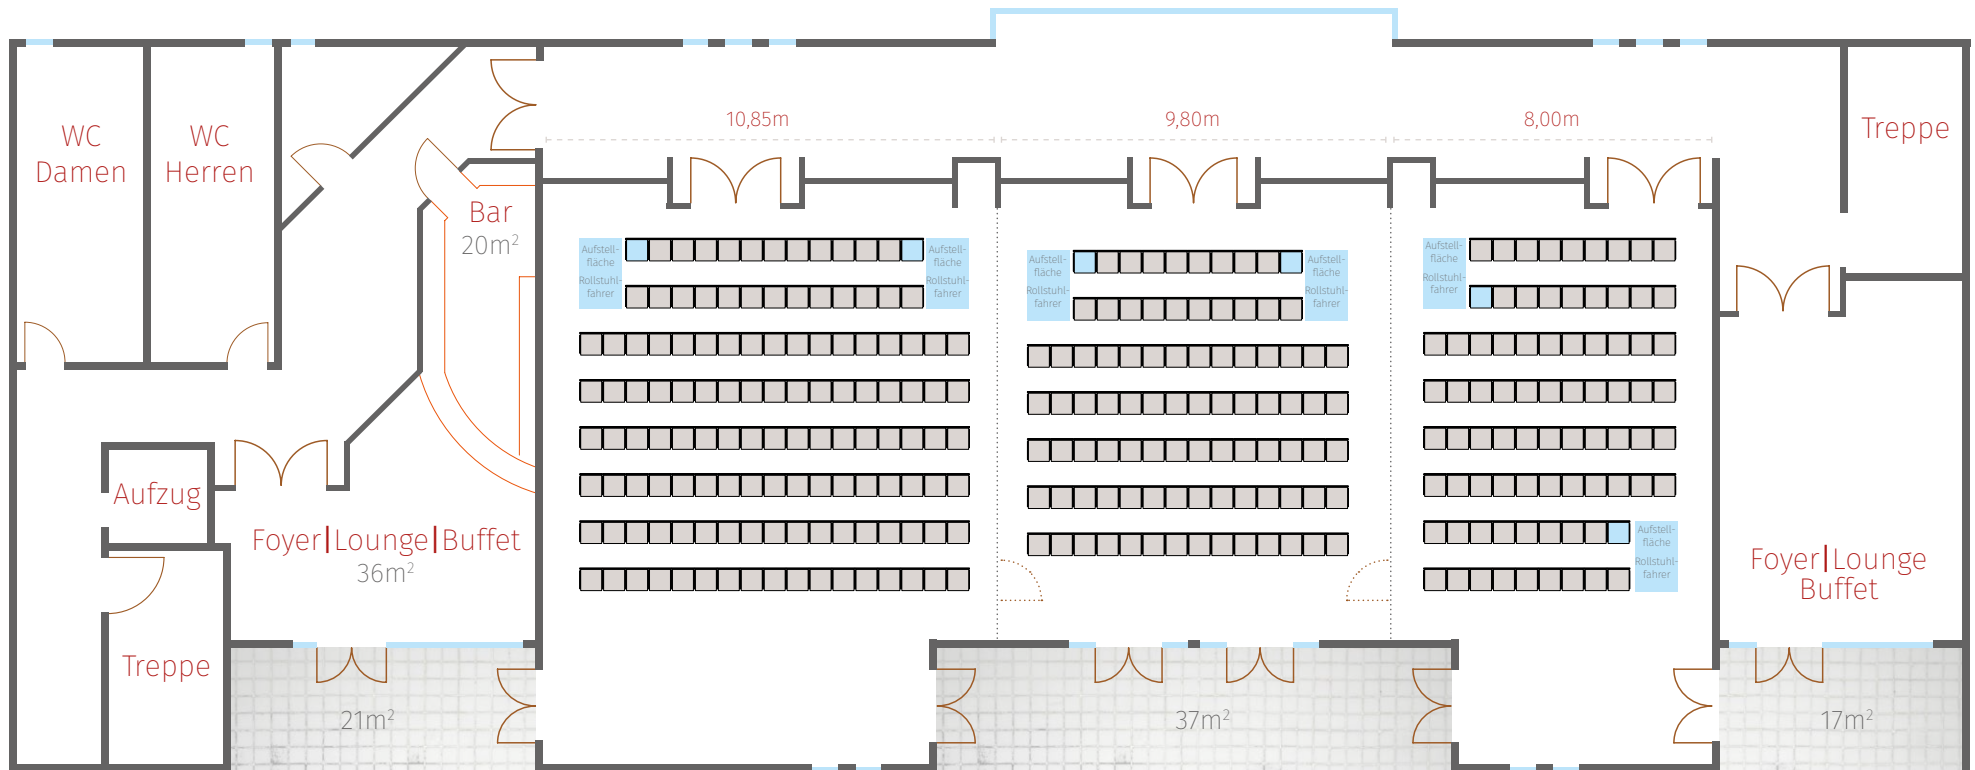 10,85m
9,80m
8,00m
WC
Damen
WC
Herren
Treppe
Bar
20m²
Aufstell-
fläche
Rollstuhl-
fahrer
Aufstell-
fläche
Rollstuhl-
fahrer
Aufstell-
fläche
Rollstuhl-
fahrer
Aufstell-
fläche
Rollstuhl-
fahrer
Aufstell-
fläche
Rollstuhl-
fahrer
Aufzug
Foyer|Lounge|Buffet
36m²
Aufstell-
fläche
Rollstuhl-
fahrer
Foyer|Lounge
Buffet
Treppe
21m²
37m²
17m²